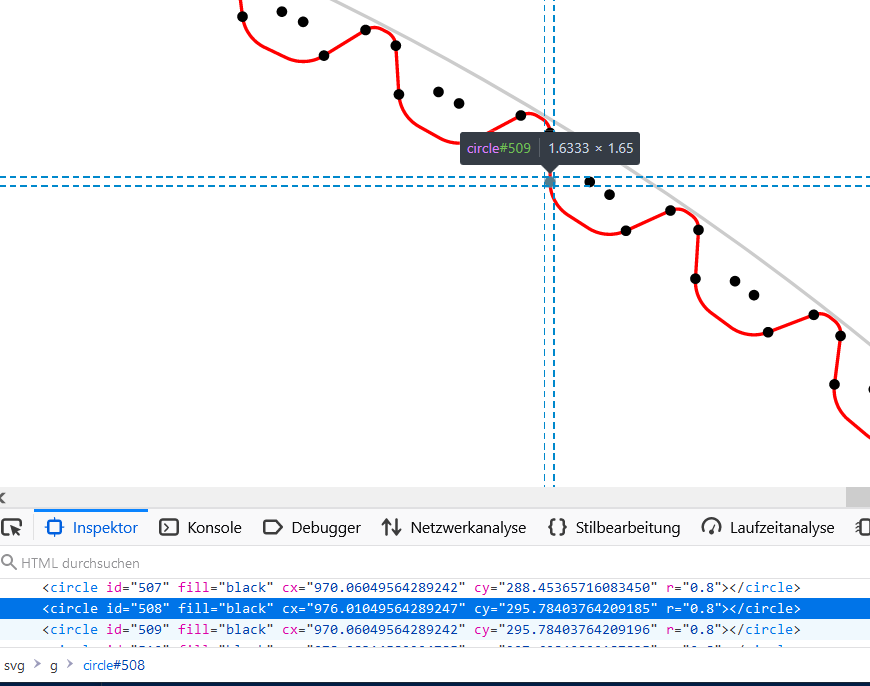 circle#509 1.6333 × 1.65
Inspektor Konsole Debugger Netzwerkanalyse Stilbearbeitung Laufzeitanalyse
HTML durchsuchen
<circle id="507" fill="black" cx="970.06049564289242" cy="288.45365716083450" r="0.8"></circle>
<circle id="508" fill="black" cx="976.01049564289247" cy="295.78403764209185" r="0.8"></circle>
<circle id="509" fill="black" cx="970.06049564289242" cy="295.78403764209196" r="0.8"></circle>
svg > g > circle#508